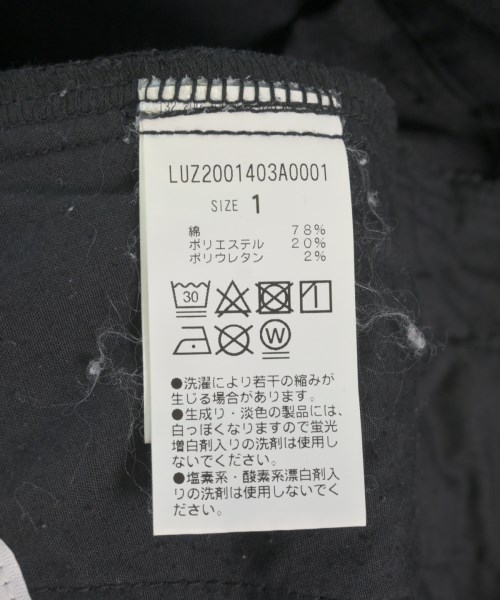 LUZ2001403A0001
SIZE 1
綿 78%
ポリエステル 20%
ポリウレタン 2%
30
W
●洗濯により若干の縮みが
生じる場合があります。
●生成り・淡色の製品には、
白っぽくなりますので蛍光
増白剤入りの洗剤は使用し
ないでください。
●塩素系・酸素系漂白剤入
りの洗剤は使用しないでく
ださい。